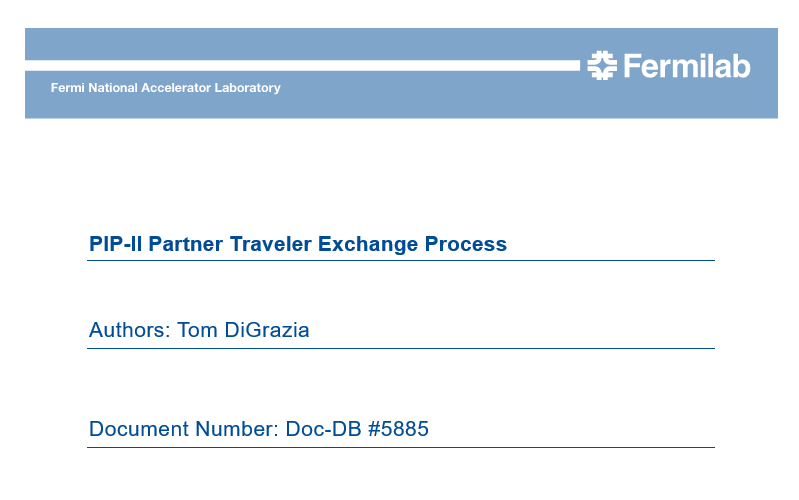 Fermilab
Fermi National Accelerator Laboratory
PIP-II Partner Traveler Exchange Process
Authors: Tom DiGrazia
Document Number: Doc-DB #5885